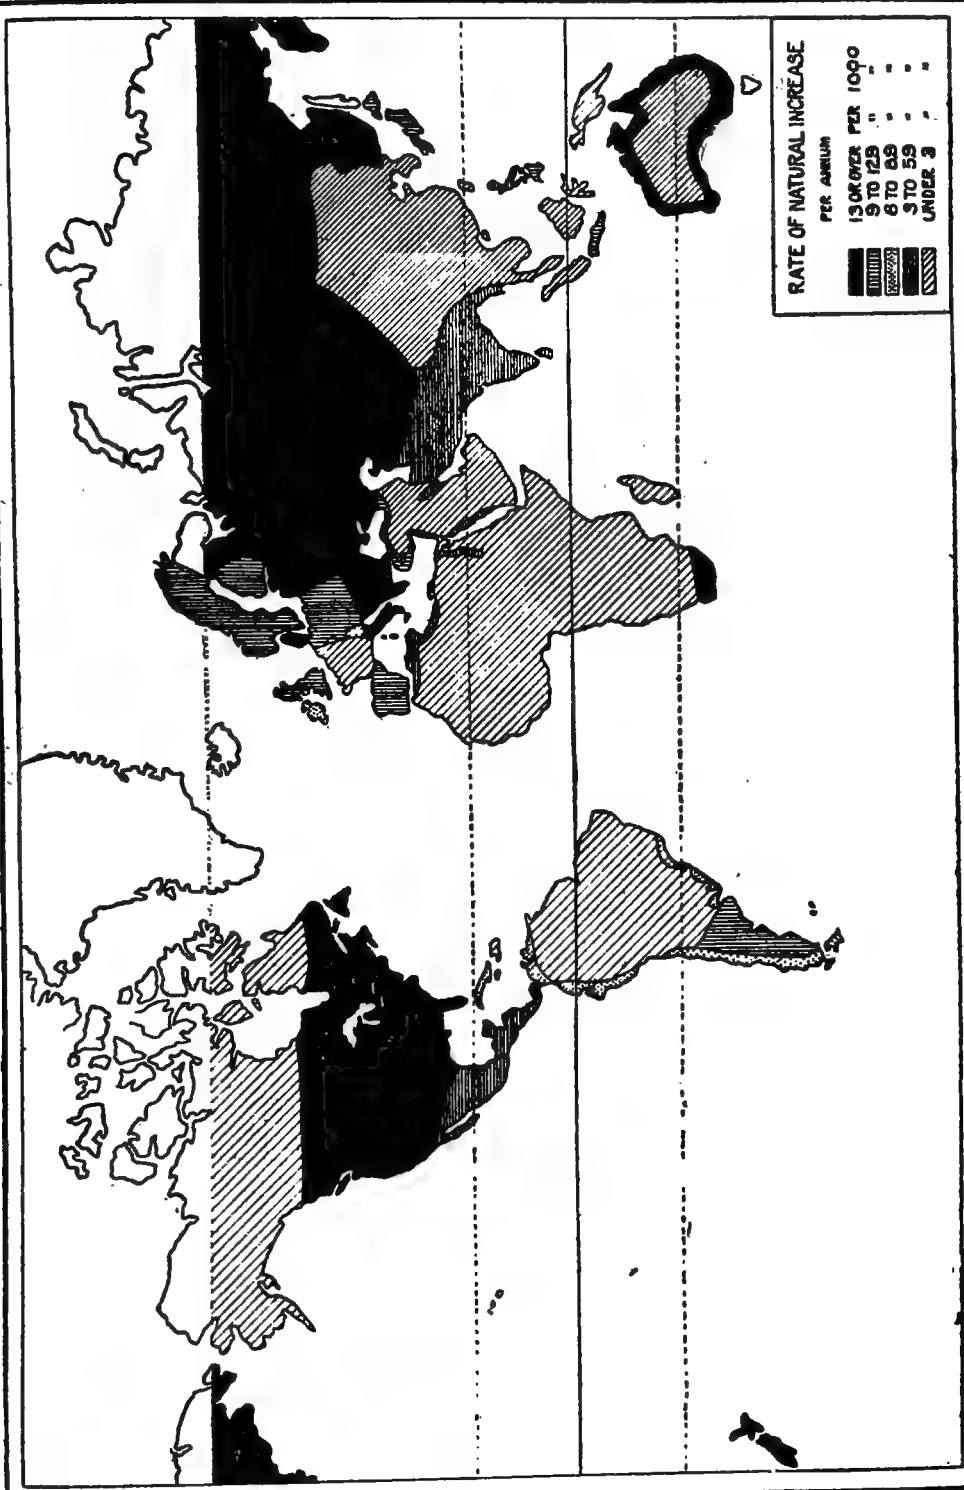 RATE OF NATURAL INCREASE
PER ANNUM
13 OR OVER PER 1000
9 TO 12.9 " "
6 TO 8.9 " "
3 TO 5.9 " "
UNDER 3 " "